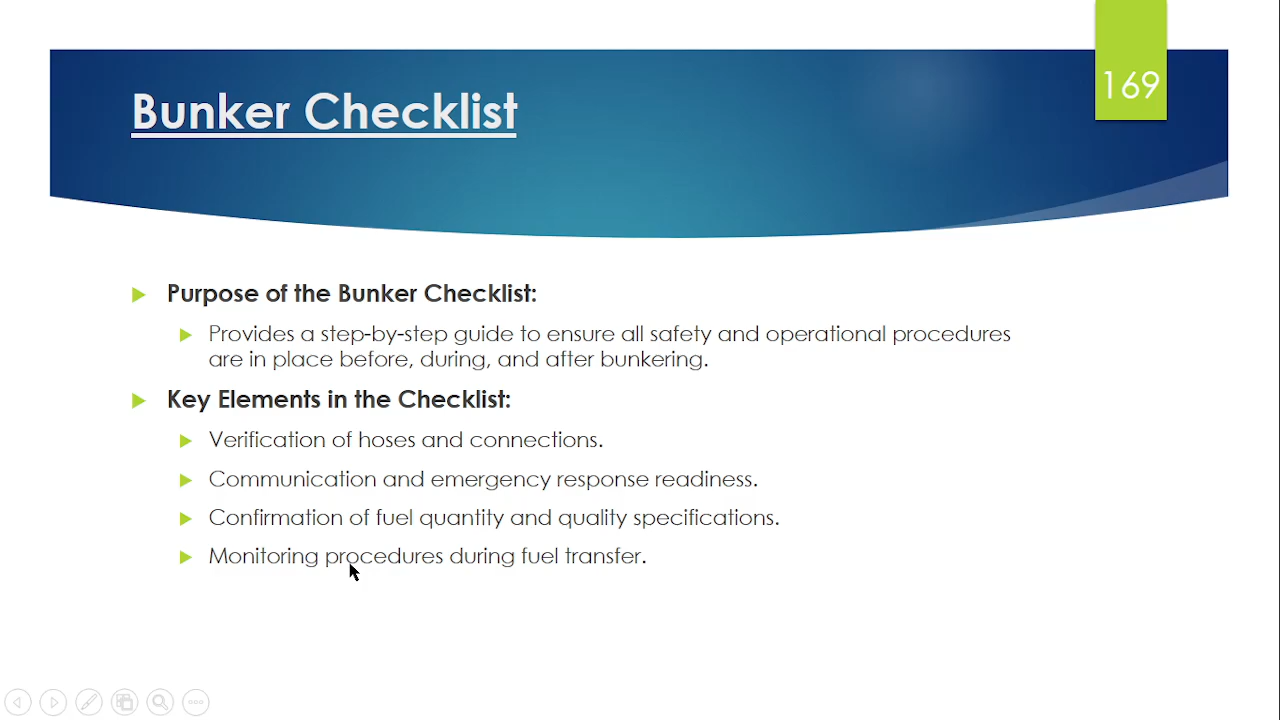 169
Bunker Checklist
Purpose of the Bunker Checklist:
Provides a step-by-step guide to ensure all safety and operational procedures
are in place before, during, and after bunkering.
Key Elements in the Checklist:
Verification of hoses and connections.
Communication and emergency response readiness.
Confirmation of fuel quantity and quality specifications.
Monitoring procedures during fuel transfer.